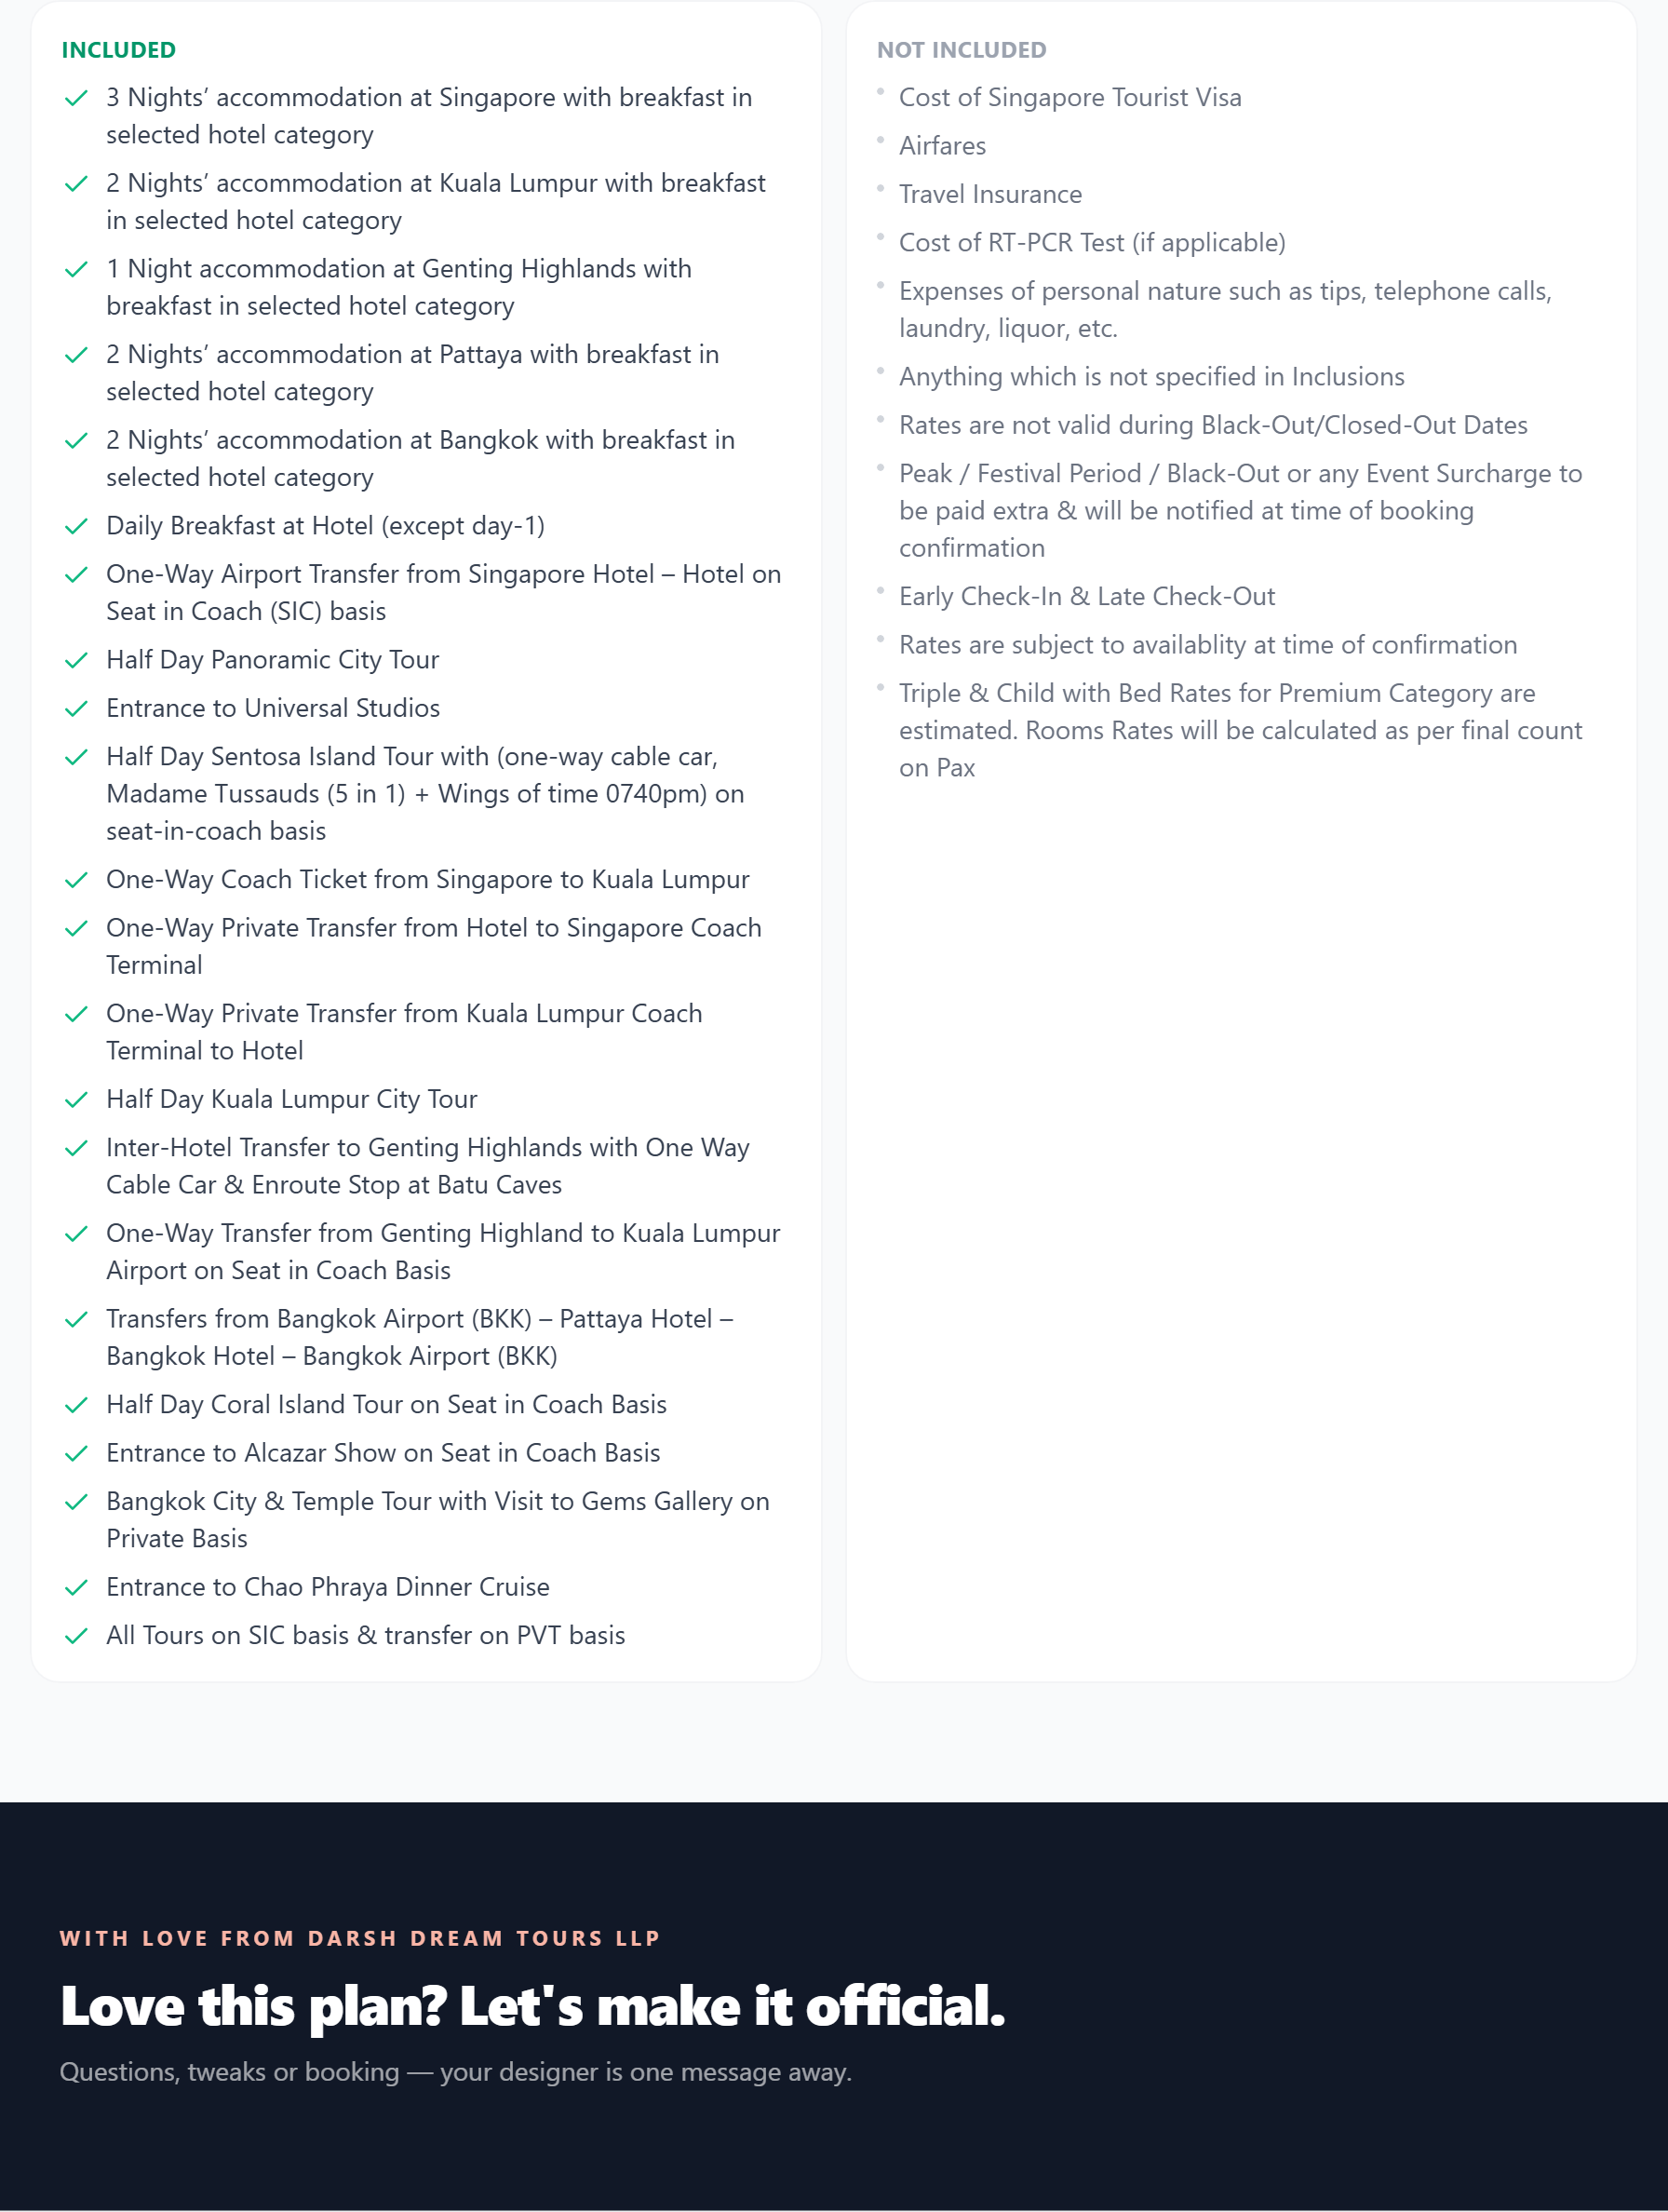 INCLUDED
3 Nights’ accommodation at Singapore with breakfast in
selected hotel category
2 Nights’ accommodation at Kuala Lumpur with breakfast
in selected hotel category
1 Night accommodation at Genting Highlands with
breakfast in selected hotel category
2 Nights’ accommodation at Pattaya with breakfast in
selected hotel category
2 Nights’ accommodation at Bangkok with breakfast in
selected hotel category
Daily Breakfast at Hotel (except day-1)
One-Way Airport Transfer from Singapore Hotel – Hotel on
Seat in Coach (SIC) basis
Half Day Panoramic City Tour
Entrance to Universal Studios
Half Day Sentosa Island Tour with (one-way cable car,
Madame Tussauds (5 in 1) + Wings of time 0740pm) on
seat-in-coach basis
One-Way Coach Ticket from Singapore to Kuala Lumpur
One-Way Private Transfer from Hotel to Singapore Coach
Terminal
One-Way Private Transfer from Kuala Lumpur Coach
Terminal to Hotel
Half Day Kuala Lumpur City Tour
Inter-Hotel Transfer to Genting Highlands with One Way
Cable Car & Enroute Stop at Batu Caves
One-Way Transfer from Genting Highland to Kuala Lumpur
Airport on Seat in Coach Basis
Transfers from Bangkok Airport (BKK) – Pattaya Hotel –
Bangkok Hotel – Bangkok Airport (BKK)
Half Day Coral Island Tour on Seat in Coach Basis
Entrance to Alcazar Show on Seat in Coach Basis
Bangkok City & Temple Tour with Visit to Gems Gallery on
Private Basis
Entrance to Chao Phraya Dinner Cruise
All Tours on SIC basis & transfer on PVT basis
NOT INCLUDED
Cost of Singapore Tourist Visa
Airfares
Travel Insurance
Cost of RT-PCR Test (if applicable)
Expenses of personal nature such as tips, telephone calls,
laundry, liquor, etc.
Anything which is not specified in Inclusions
Rates are not valid during Black-Out/Closed-Out Dates
Peak / Festival Period / Black-Out or any Event Surcharge to
be paid extra & will be notified at time of booking
confirmation
Early Check-In & Late Check-Out
Rates are subject to availablity at time of confirmation
Triple & Child with Bed Rates for Premium Category are
estimated. Rooms Rates will be calculated as per final count
on Pax
WITH LOVE FROM DARSH DREAM TOURS LLP
Love this plan? Let's make it official.
Questions, tweaks or booking — your designer is one message away.